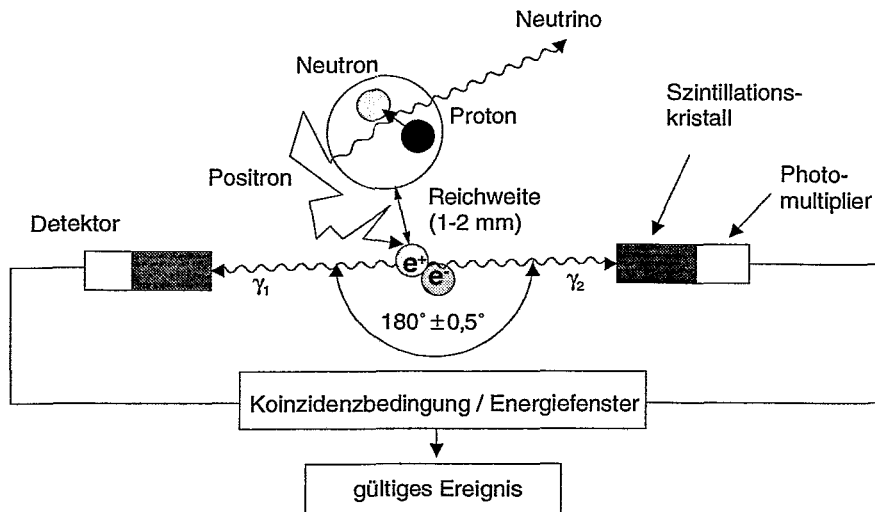 Neutrino
Neutron
Szintillations-
kristall
Proton
Photo-
multiplier
Positron
Reichweite
(1-2 mm)
Detektor
e⁺
e⁻
γ₁
γ₂
180° ± 0,5°
Koinzidenzbedingung / Energiefenster
gültiges Ereignis